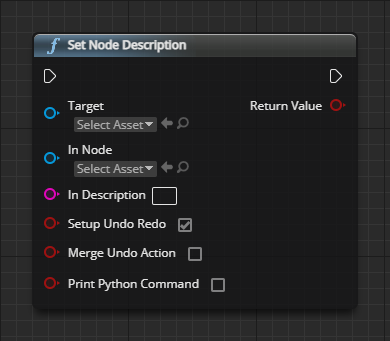 f Set Node Description
Target Return Value
Select Asset
In Node
Select Asset
In Description
Setup Undo Redo
Merge Undo Action
Print Python Command